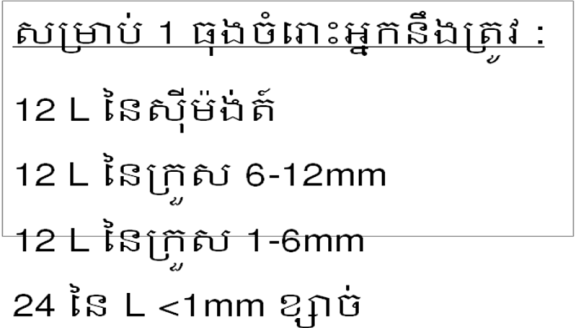 សម្រាប់ 1 ធុងចំរោះអ្នកនឹងត្រូវ :
12 L នៃស៊ីម៉ង់ត៍
12 L នៃក្រួស 6-12mm
12 L នៃក្រួស 1-6mm
24 នៃ L <1mm ខ្សាច់